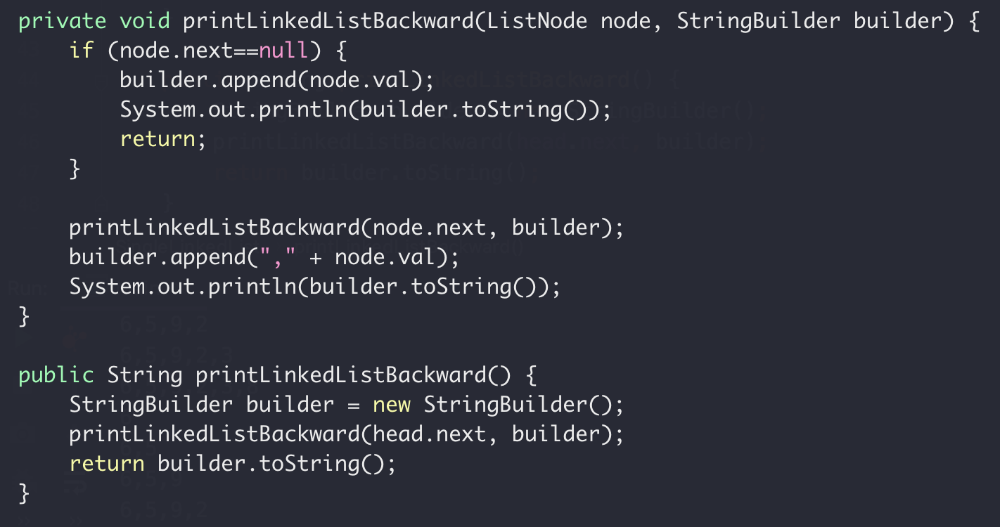 private void printLinkedListBackward(ListNode node, StringBuilder builder) {
    if (node.next==null) {
        builder.append(node.val);
        System.out.println(builder.toString());
        return;
    }

    printLinkedListBackward(node.next, builder);
    builder.append("," + node.val);
    System.out.println(builder.toString());
}

public String printLinkedListBackward() {
    StringBuilder builder = new StringBuilder();
    printLinkedListBackward(head.next, builder);
    return builder.toString();
}